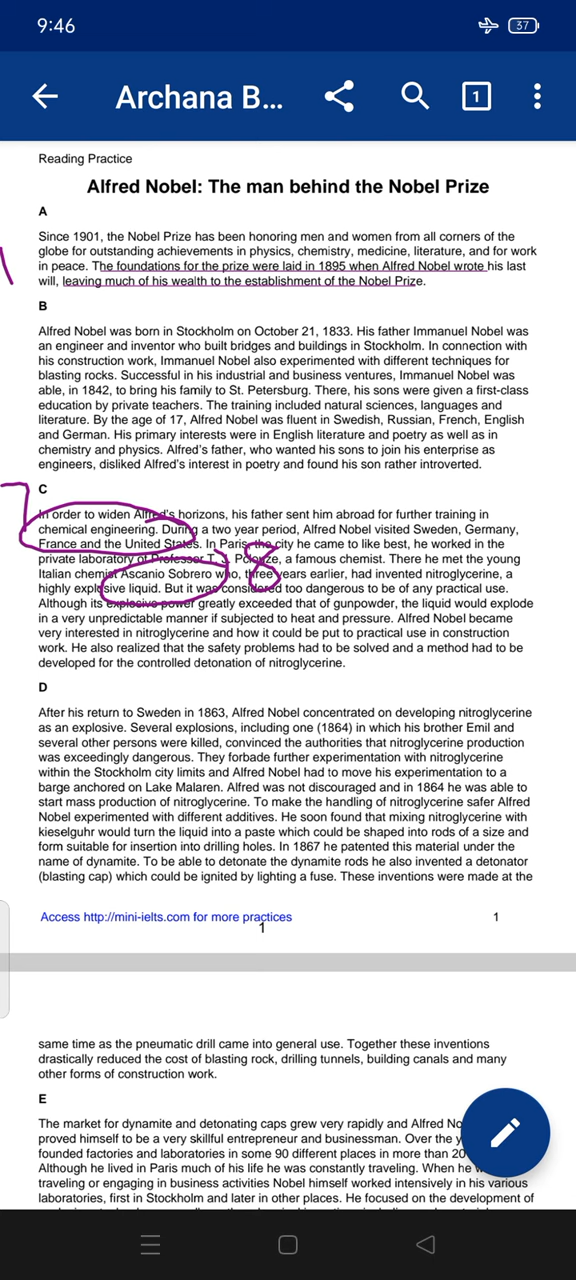 9:46
37
Archana B...
1
Reading Practice
Alfred Nobel: The man behind the Nobel Prize
A
Since 1901, the Nobel Prize has been honoring men and women from all corners of the
globe for outstanding achievements in physics, chemistry, medicine, literature, and for work
in peace. The foundations for the prize were laid in 1895 when Alfred Nobel wrote his last
will, leaving much of his wealth to the establishment of the Nobel Prize.
B
Alfred Nobel was born in Stockholm on October 21, 1833. His father Immanuel Nobel was
an engineer and inventor who built bridges and buildings in Stockholm. In connection with
his construction work, Immanuel Nobel also experimented with different techniques for
blasting rocks. Successful in his industrial and business ventures, Immanuel Nobel was
able, in 1842, to bring his family to St. Petersburg. There, his sons were given a first-class
education by private teachers. The training included natural sciences, languages and
literature. By the age of 17, Alfred Nobel was fluent in Swedish, Russian, French, English
and German. His primary interests were in English literature and poetry as well as in
chemistry and physics. Alfred's father, who wanted his sons to join his enterprise as
engineers, disliked Alfred's interest in poetry and found his son rather introverted.
C
In order to widen Alfred's horizons, his father sent him abroad for further training in
chemical engineering. During a two year period, Alfred Nobel visited Sweden, Germany,
France and the United States. In Paris, the city he came to like best, he worked in the
private laboratory of Professor T. J. Pelouze, a famous chemist. There he met the young
8
Italian chemist Ascanio Sobrero who, three years earlier, had invented nitroglycerine, a
highly explosive liquid. But it was considered too dangerous to be of any practical use.
Although its explosive power greatly exceeded that of gunpowder, the liquid would explode
in a very unpredictable manner if subjected to heat and pressure. Alfred Nobel became
very interested in nitroglycerine and how it could be put to practical use in construction
work. He also realized that the safety problems had to be solved and a method had to be
developed for the controlled detonation of nitroglycerine.
D
After his return to Sweden in 1863, Alfred Nobel concentrated on developing nitroglycerine
as an explosive. Several explosions, including one (1864) in which his brother Emil and
several other persons were killed, convinced the authorities that nitroglycerine production
was exceedingly dangerous. They forbade further experimentation with nitroglycerine
within the Stockholm city limits and Alfred Nobel had to move his experimentation to a
barge anchored on Lake Malaren. Alfred was not discouraged and in 1864 he was able to
start mass production of nitroglycerine. To make the handling of nitroglycerine safer Alfred
Nobel experimented with different additives. He soon found that mixing nitroglycerine with
kieselguhr would turn the liquid into a paste which could be shaped into rods of a size and
form suitable for insertion into drilling holes. In 1867 he patented this material under the
name of dynamite. To be able to detonate the dynamite rods he also invented a detonator
(blasting cap) which could be ignited by lighting a fuse. These inventions were made at the
Access http://mini-ielts.com for more practices 1
1
same time as the pneumatic drill came into general use. Together these inventions
drastically reduced the cost of blasting rock, drilling tunnels, building canals and many
other forms of construction work.
E
The market for dynamite and detonating caps grew very rapidly and Alfred
proved himself to be a very skillful entrepreneur and businessman. Over the
founded factories and laboratories in some 90 different places in more than 20
Although he lived in Paris much of his life he was constantly traveling. When he
traveling or engaging in business activities Nobel himself worked intensively in his various
laboratories, first in Stockholm and later in other places. He focused on the development of